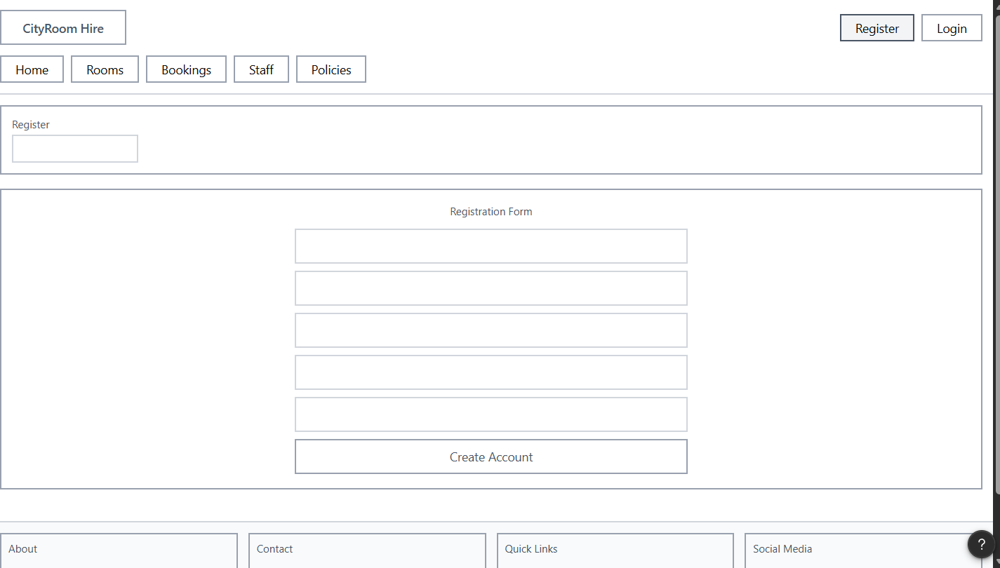 CityRoom Hire
Register
Login
Home
Rooms
Bookings
Staff
Policies
Register
Registration Form
Create Account
About
Contact
Quick Links
Social Media
?